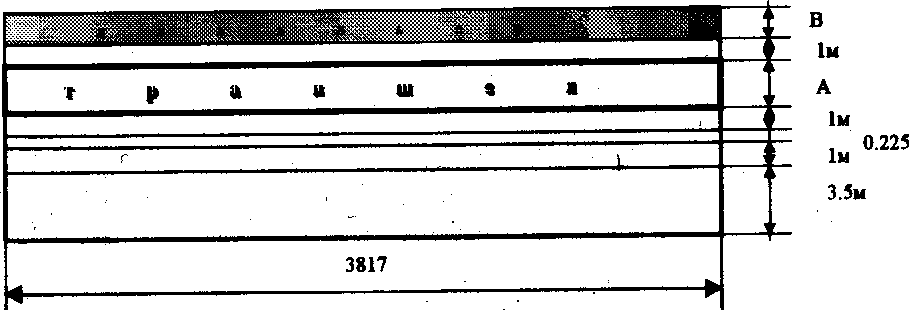 В
1м
т р а н ш е я
А
1м
0.225
1м
3.5м
3817